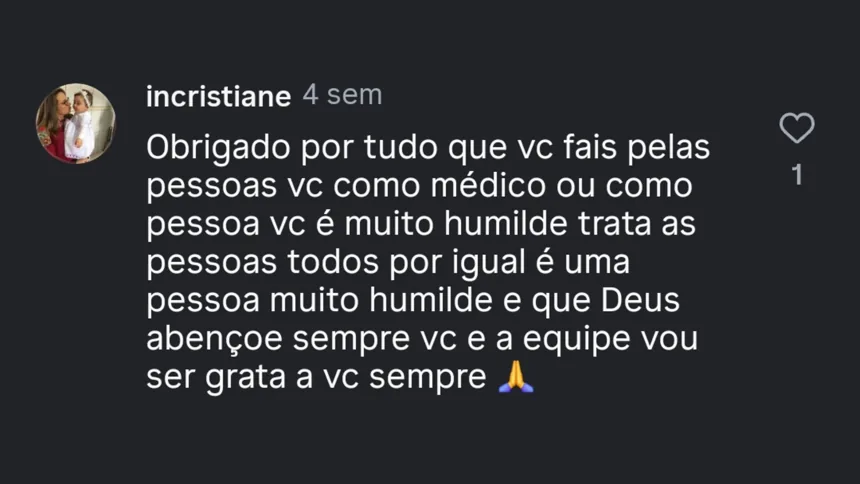 incristiane 4 sem
Obrigado por tudo que vc fais pelas
pessoas vc como médico ou como
pessoa vc é muito humilde trata as
pessoas todos por igual é uma
pessoa muito humilde e que Deus
abençoe sempre vc e a equipe vou
ser grata a vc sempre 🙏
1